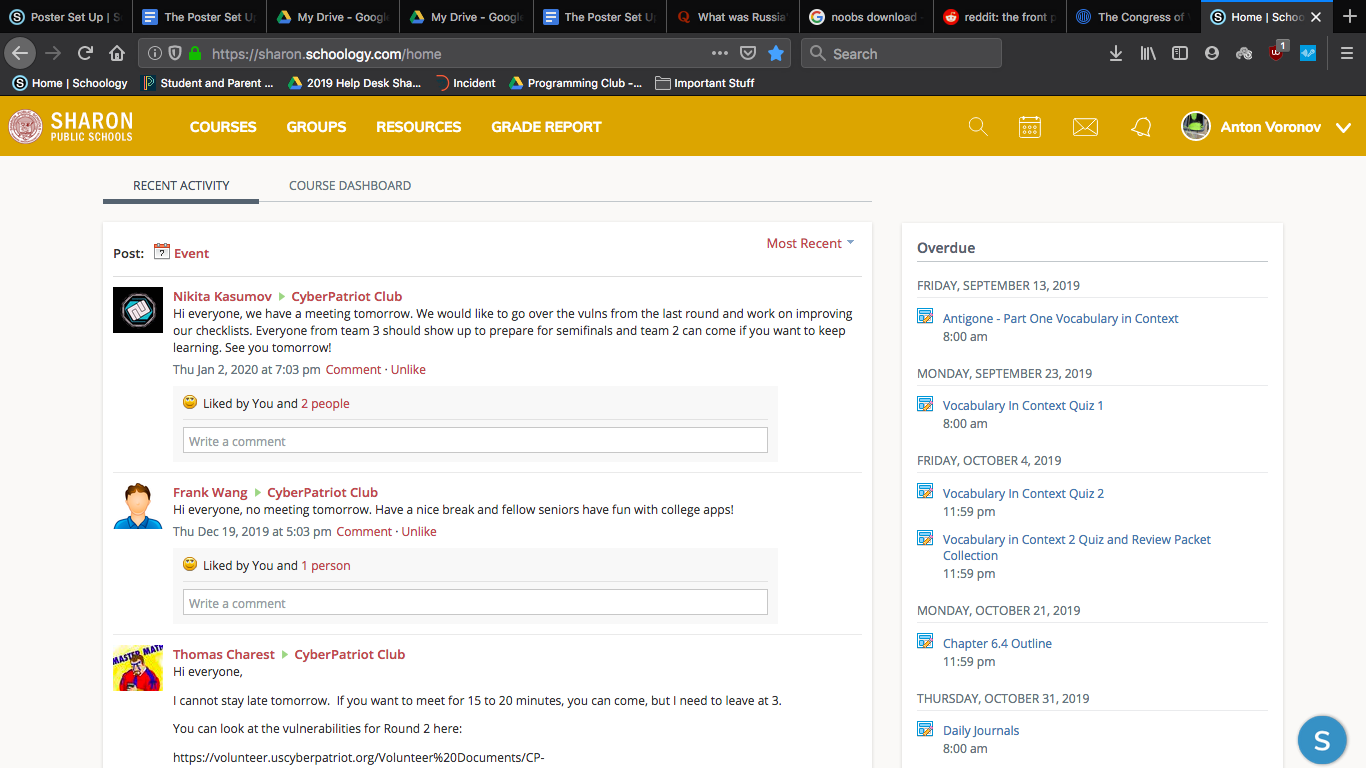 Poster Set Up | S
The Poster Set U
My Drive - Googl
My Drive - Googl
The Poster Set U
What was Russia'
noobs download -
reddit: the front p
The Congress of V
Home | Schoo
https://sharon.schoology.com/home
Search
1
Home | Schoology
Student and Parent ...
2019 Help Desk Sha...
Incident
Programming Club -...
Important Stuff
SHARON
PUBLIC SCHOOLS
COURSES
GROUPS
RESOURCES
GRADE REPORT
Anton Voronov
RECENT ACTIVITY
COURSE DASHBOARD
Post:
Event
Most Recent
Nikita Kasumov CyberPatriot Club
Hi everyone, we have a meeting tomorrow. We would like to go over the vulns from the last round and work on improving
our checklists. Everyone from team 3 should show up to prepare for semifinals and team 2 can come if you want to keep
learning. See you tomorrow!
Thu Jan 2, 2020 at 7:03 pm Comment · Unlike
Liked by You and 2 people
Write a comment
Frank Wang CyberPatriot Club
Hi everyone, no meeting tomorrow. Have a nice break and fellow seniors have fun with college apps!
Thu Dec 19, 2019 at 5:03 pm Comment · Unlike
Liked by You and 1 person
Write a comment
MASTER MATH
Thomas Charest CyberPatriot Club
Hi everyone,
I cannot stay late tomorrow. If you want to meet for 15 to 20 minutes, you can come, but I need to leave at 3.
You can look at the vulnerabilities for Round 2 here:
https://volunteer.uscyberpatriot.org/Volunteer%20Documents/CP-
Overdue
FRIDAY, SEPTEMBER 13, 2019
Antigone - Part One Vocabulary in Context
8:00 am
MONDAY, SEPTEMBER 23, 2019
Vocabulary In Context Quiz 1
8:00 am
FRIDAY, OCTOBER 4, 2019
Vocabulary In Context Quiz 2
11:59 pm
Vocabulary in Context 2 Quiz and Review Packet
Collection
11:59 pm
MONDAY, OCTOBER 21, 2019
Chapter 6.4 Outline
11:59 pm
THURSDAY, OCTOBER 31, 2019
Daily Journals
8:00 am
S